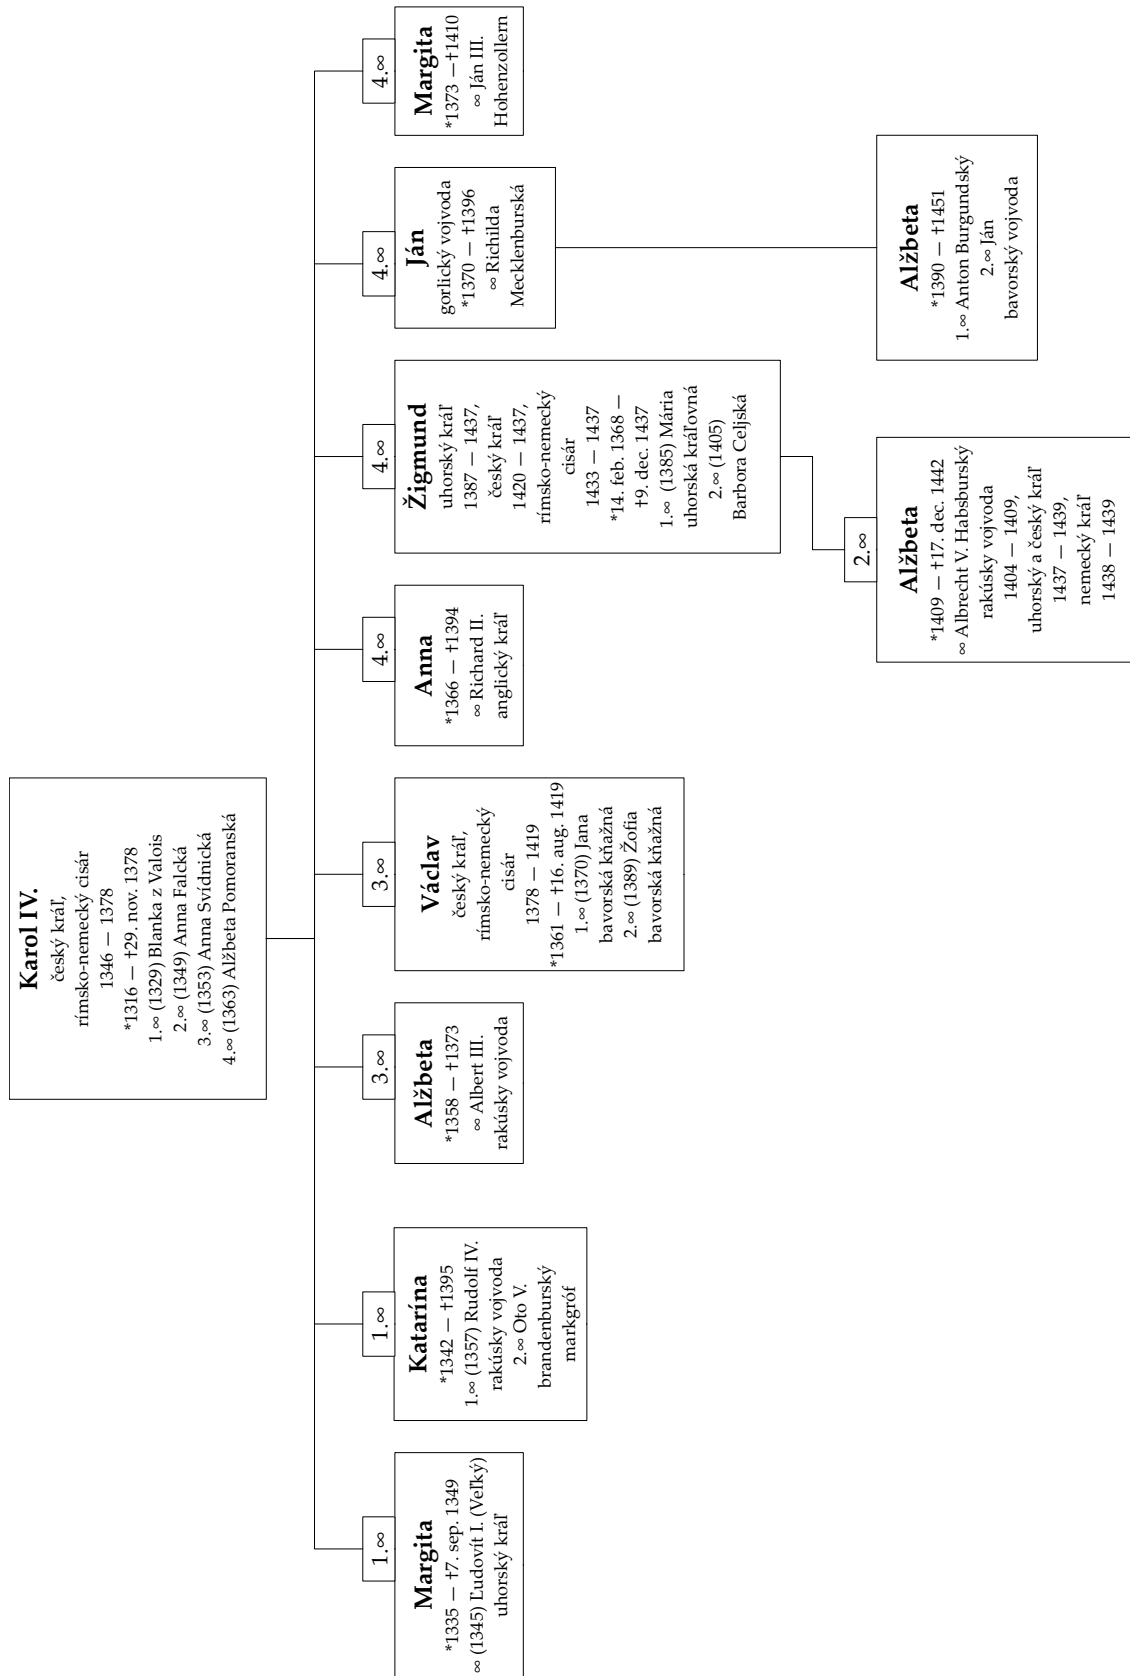 Karol IV.
český kráľ,
rímsko-nemecký cisár
1346 — 1378
*1316 — †29. nov. 1378
1.∞ (1329) Blanka z Valois
2.∞ (1349) Anna Falcká
3.∞ (1353) Anna Svídnická
4.∞ (1363) Alžbeta Pomoranská
1.∞
Margita
*1335 — †7. sep. 1349
∞ (1345) Ľudovít I. (Veľký)
uhorský kráľ
1.∞
Katarína
*1342 — †1395
1.∞ (1357) Rudolf IV.
rakúsky vojvoda
2.∞ Oto V.
brandenburský
markgróf
3.∞
Alžbeta
*1358 — †1373
∞ Albert III.
rakúsky vojvoda
3.∞
Václav
český kráľ,
rímsko-nemecký
cisár
1378 — 1419
*1361 — †16. aug. 1419
1.∞ (1370) Jana
bavorská kňažná
2.∞ (1389) Žofia
bavorská kňažná
4.∞
Anna
*1366 — †1394
∞ Richard II.
anglický kráľ
4.∞
Žigmund
uhorský kráľ
1387 — 1437,
český kráľ
1420 — 1437,
rímsko-nemecký
cisár
1433 — 1437
*14. feb. 1368 —
†9. dec. 1437
1.∞ (1385) Mária
uhorská kráľovná
2.∞ (1405)
Barbora Celjská
4.∞
Ján
gorlický vojvoda
*1370 — †1396
∞ Richilda
Mecklenburská
4.∞
Margita
*1373 —†1410
∞ Ján III.
Hohenzollern
2.∞
Alžbeta
*1409 — †17. dec. 1442
∞ Albrecht V. Habsburský
rakúsky vojvoda
1404 — 1409,
uhorský a český kráľ
1437 — 1439,
nemecký kráľ
1438 — 1439
Alžbeta
*1390 — †1451
1.∞ Anton Burgundský
2.∞ Ján
bavorský vojvoda